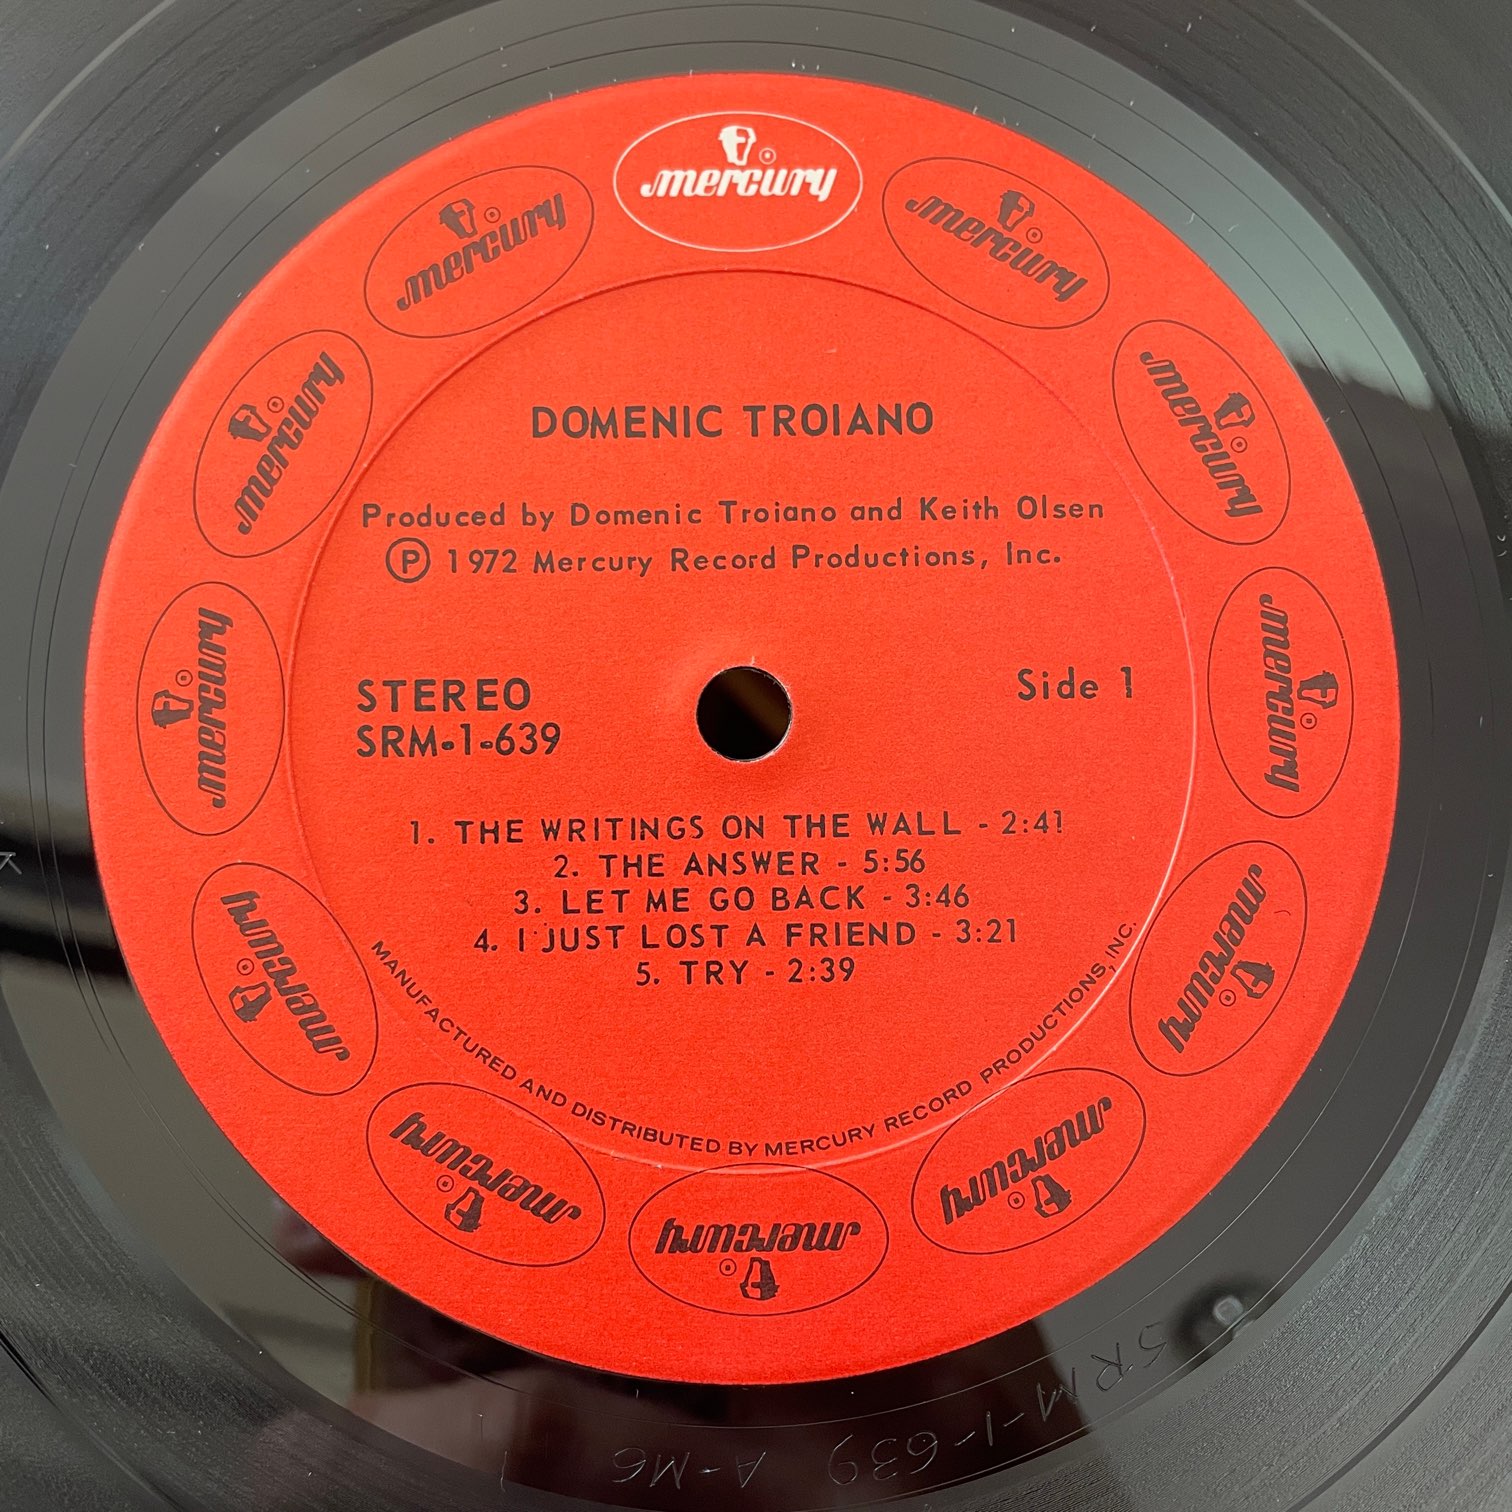 mercury
mercury
mercury
mercury
mercury
mercury
mercury
mercury
mercury
mercury
mercury
mercury
DOMENIC TROIANO
Produced by Domenic Troiano and Keith Olsen
Ⓟ 1972 Mercury Record Productions, Inc.
STEREO
Side 1
SRM-1-639
1. THE WRITINGS ON THE WALL - 2:41
2. THE ANSWER - 5:56
3. LET ME GO BACK - 3:46
4. I JUST LOST A FRIEND - 3:21
5. TRY - 2:39
MANUFACTURED AND DISTRIBUTED BY MERCURY RECORD PRODUCTIONS, INC.
SRM-1-639 A-M6